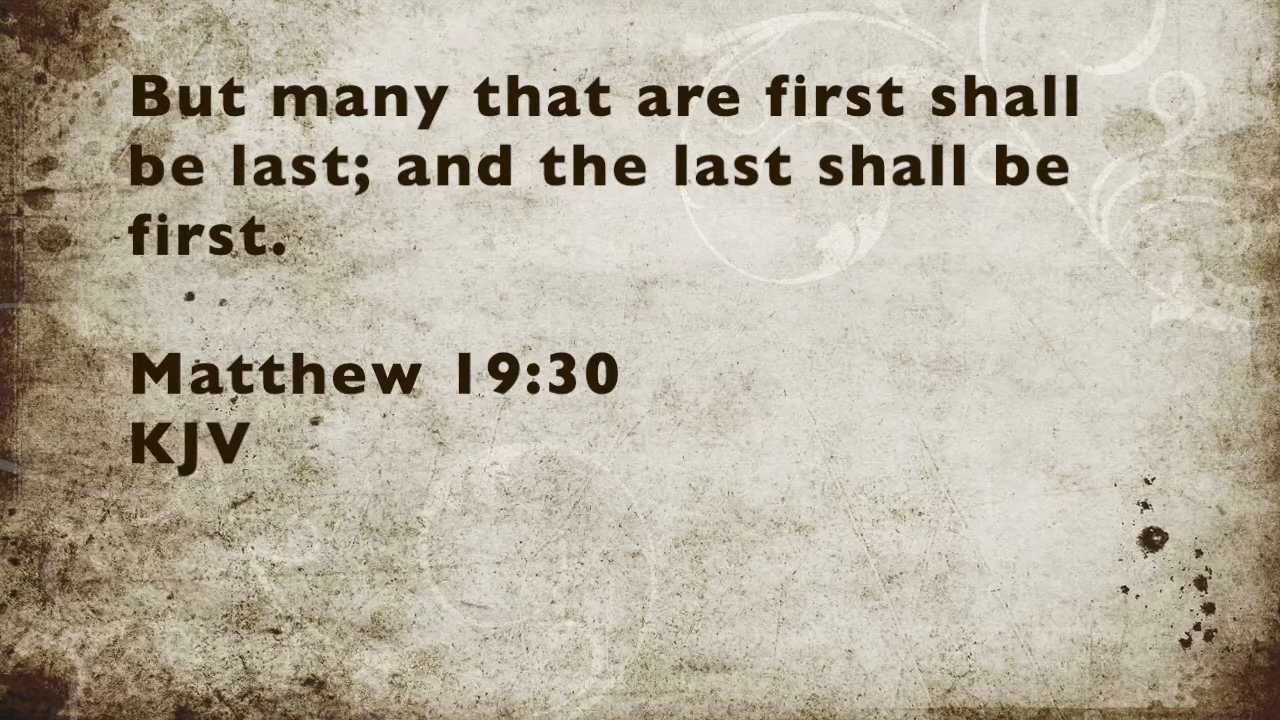 But many that are first shall
be last; and the last shall be
first.
Matthew 19:30
KJV